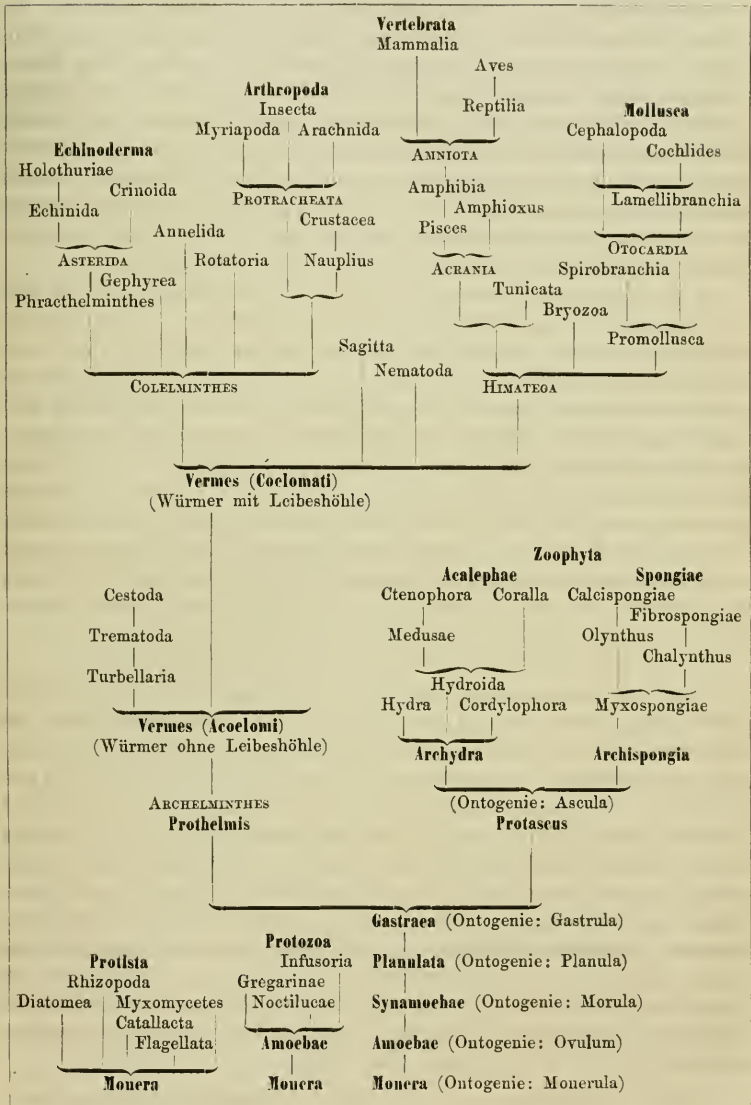 Vertebrata
Mammalia
Aves
Arthropoda
Insecta
Reptilia
Mollusca
Myriapoda Arachnida
Cephalopoda
Echinoderma
Amniota
Cochlides
Holothuriae
Crinoida
Protracheata
Amphibia
Lamellibranchia
Echinida
Crustacea
Amphioxus
Annelida
Pisces
Otocardia
Asterida
Rotatoria
Nauplius
Acrania
Spirobranchia
Gephyrea
Tunicata
Phracthelminthes
Bryozoa
Sagitta
Promollusca
Nematoda
Colelminthes
Himatega
Vermes (Coelomati)
(Würmer mit Leibeshöhle)
Zoophyta
Acalephae
Spongiae
Cestoda
Ctenophora Coralla Calcispongiae
Fibrospongiae
Trematoda
Medusae
Olynthus
Chalynthus
Turbellaria
Hydroida
Hydra Cordylophora
Myxospongiae
Vermes (Acoelomi)
(Würmer ohne Leibeshöhle)
Archydra
Archispongia
Archelminthes
(Ontogenie: Ascula)
Prothelmis
Protascus
Gastraea (Ontogenie: Gastrula)
Protozoa
Protista
Infusoria
Planulata (Ontogenie: Planula)
Rhizopoda
Gregarinae
Diatomea Myxomycetes
Noctilucae
Synamoebae (Ontogenie: Morula)
Catallacta
Flagellata
Amoebae
Amoebae (Ontogenie: Ovulum)
Monera
Monera
Monera (Ontogenie: Monerula)